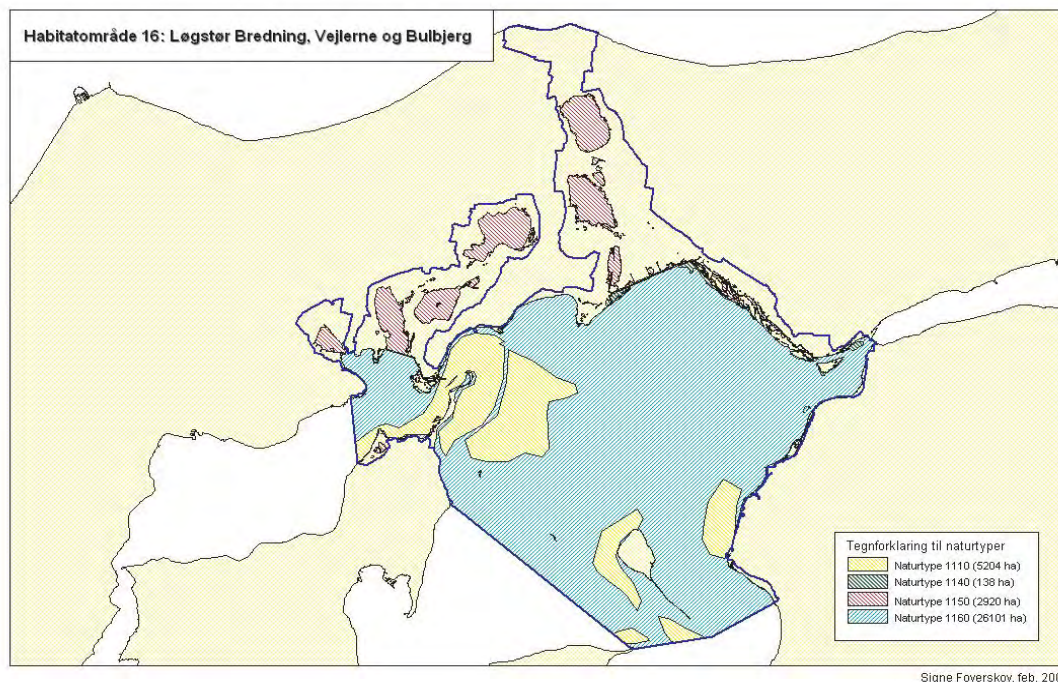 Habitatområde 16: Løgstør Bredning, Vejlerne og Bulbjerg
Tegnforklaring til naturtyper
Naturtype 1110 (5204 ha)
Naturtype 1140 (138 ha)
Naturtype 1150 (2920 ha)
Naturtype 1160 (26101 ha)
Signe Foverskov, feb. 200